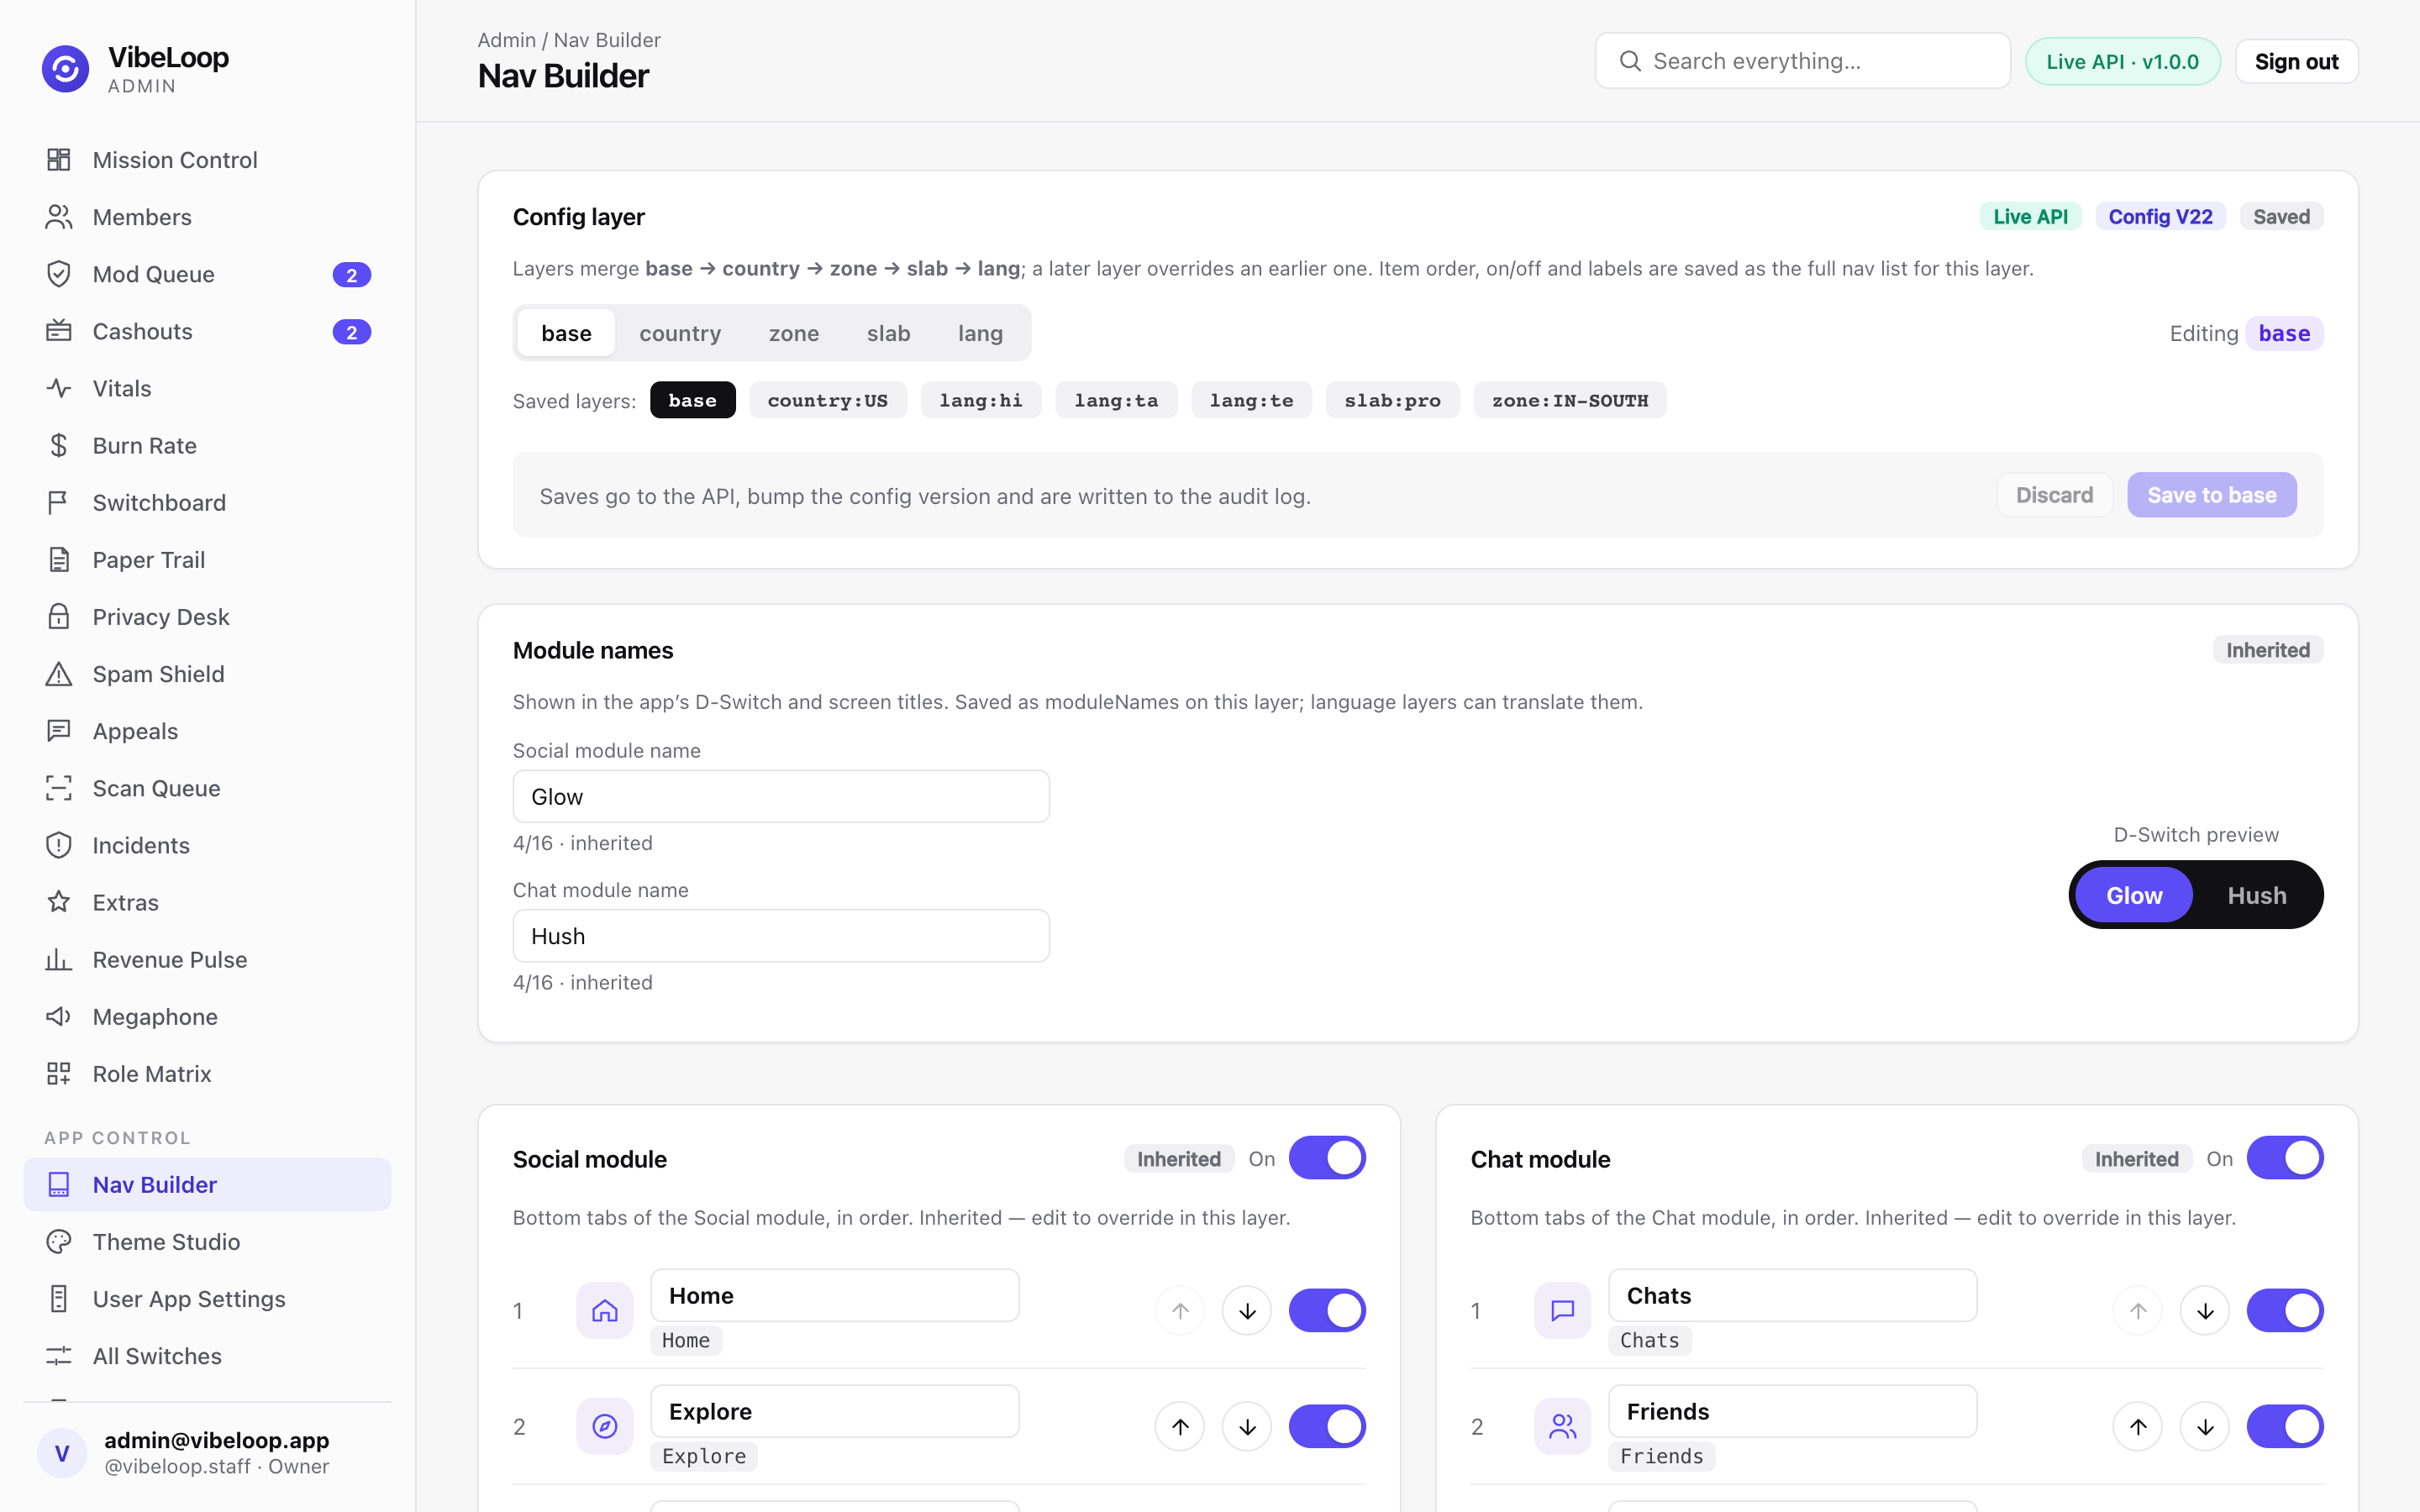 VibeLoop
ADMIN
Mission Control
Members
Mod Queue 2
Cashouts 2
Vitals
Burn Rate
Switchboard
Paper Trail
Privacy Desk
Spam Shield
Appeals
Scan Queue
Incidents
Extras
Revenue Pulse
Megaphone
Role Matrix
APP CONTROL
Nav Builder
Theme Studio
User App Settings
All Switches
V
admin@vibeloop.app
@vibeloop.staff · Owner
Admin / Nav Builder
Nav Builder
Search everything...
Live API · v1.0.0
Sign out
Config layer
Live API
Config V22
Saved
Layers merge base → country → zone → slab → lang; a later layer overrides an earlier one. Item order, on/off and labels are saved as the full nav list for this layer.
base country zone slab lang
Editing base
Saved layers: base country:US lang:hi lang:ta lang:te slab:pro zone:IN-SOUTH
Saves go to the API, bump the config version and are written to the audit log.
Discard
Save to base
Module names
Inherited
Shown in the app’s D-Switch and screen titles. Saved as moduleNames on this layer; language layers can translate them.
Social module name
Glow
4/16 · inherited
Chat module name
Hush
4/16 · inherited
D-Switch preview
Glow Hush
Social module
Inherited On
Bottom tabs of the Social module, in order. Inherited — edit to override in this layer.
1 Home
Home
2 Explore
Explore
Chat module
Inherited On
Bottom tabs of the Chat module, in order. Inherited — edit to override in this layer.
1 Chats
Chats
2 Friends
Friends